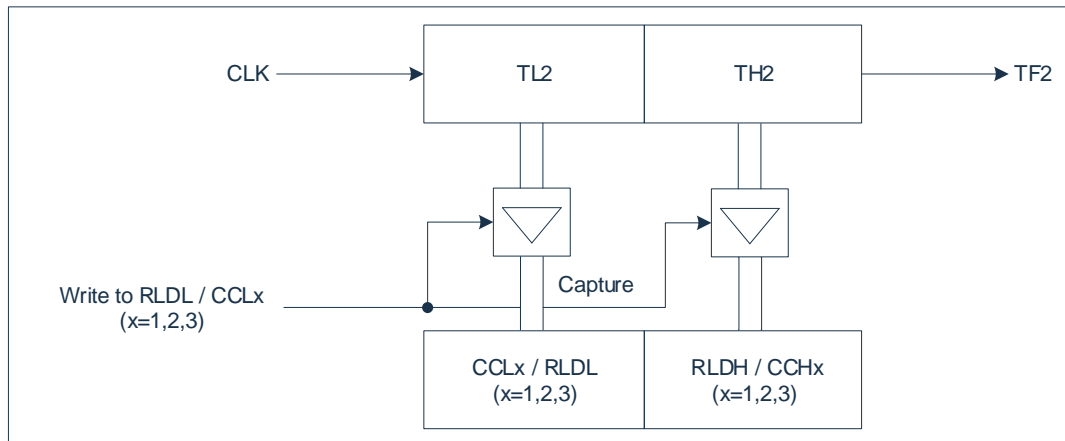 CLK
TL2
TH2
TF2
Capture
Write to RLDL / CCLx
(x=1,2,3)
CCLx / RLDL
(x=1,2,3)
RLDH / CCHx
(x=1,2,3)